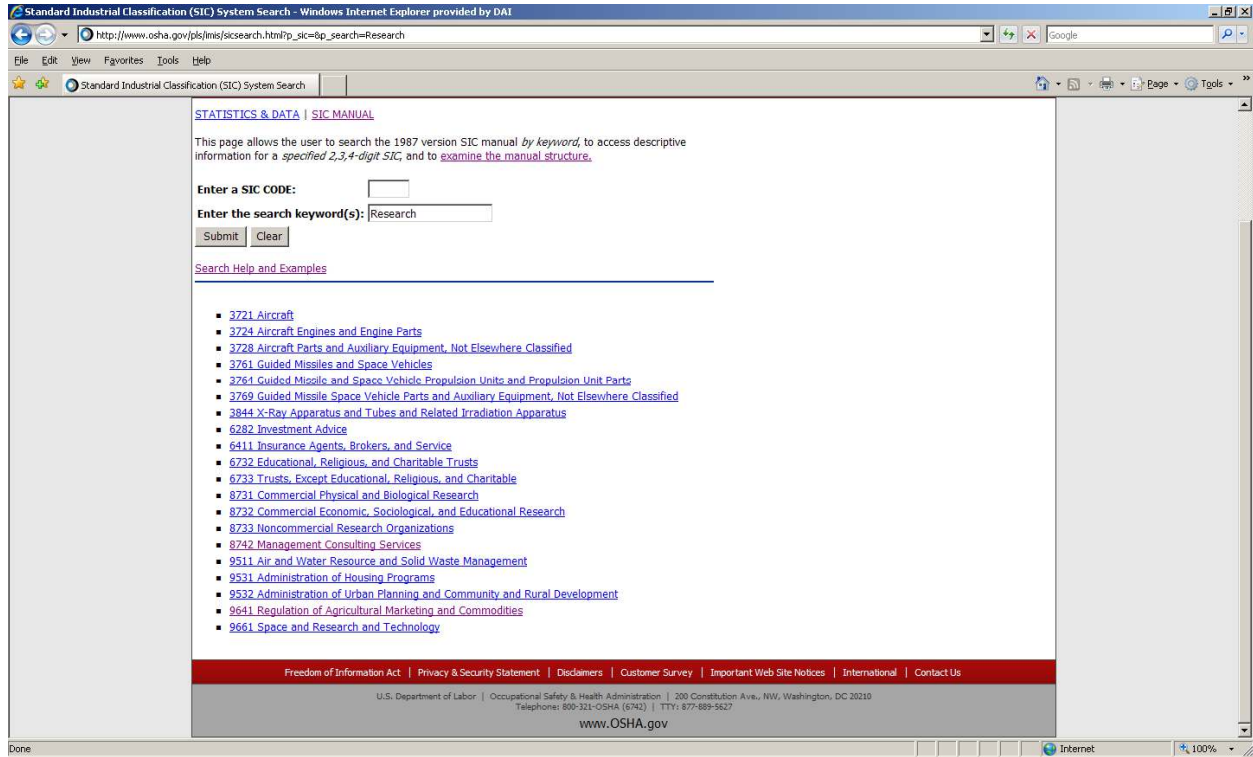 Standard Industrial Classification (SIC) System Search - Windows Internet Explorer provided by DAI
http://www.osha.gov/pls/imis/sicsearch.html?p_sic=&p_search=Research
Google
File Edit View Favorites Tools Help
Standard Industrial Classification (SIC) System Search
Page Tools »
STATISTICS & DATA | SIC MANUAL
This page allows the user to search the 1987 version SIC manual by keyword, to access descriptive
information for a specified 2,3,4-digit SIC, and to examine the manual structure.
Enter a SIC CODE:
Enter the search keyword(s): Research
Submit Clear
Search Help and Examples
3721 Aircraft
3724 Aircraft Engines and Engine Parts
3728 Aircraft Parts and Auxiliary Equipment, Not Elsewhere Classified
3761 Guided Missiles and Space Vehicles
3764 Guided Missile and Space Vehicle Propulsion Units and Propulsion Unit Parts
3769 Guided Missile Space Vehicle Parts and Auxiliary Equipment, Not Elsewhere Classified
3844 X-Ray Apparatus and Tubes and Related Irradiation Apparatus
6282 Investment Advice
6411 Insurance Agents, Brokers, and Service
6732 Educational, Religious, and Charitable Trusts
6733 Trusts, Except Educational, Religious, and Charitable
8731 Commercial Physical and Biological Research
8732 Commercial Economic, Sociological, and Educational Research
8733 Noncommercial Research Organizations
8742 Management Consulting Services
9511 Air and Water Resource and Solid Waste Management
9531 Administration of Housing Programs
9532 Administration of Urban Planning and Community and Rural Development
9641 Regulation of Agricultural Marketing and Commodities
9661 Space and Research and Technology
Freedom of Information Act | Privacy & Security Statement | Disclaimers | Customer Survey | Important Web Site Notices | International | Contact Us
U.S. Department of Labor | Occupational Safety & Health Administration | 200 Constitution Ave., NW, Washington, DC 20210
Telephone: 800-321-OSHA (6742) | TTY: 877-889-5627
www.OSHA.gov
Done Internet 100%